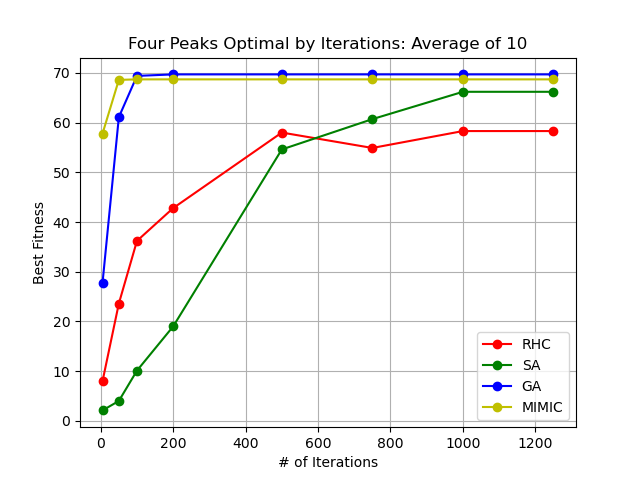 Four Peaks Optimal by Iterations: Average of 10
Best Fitness
70
60
50
40
30
20
10
0
0 200 400 600 800 1000 1200
# of Iterations
RHC
SA
GA
MIMIC